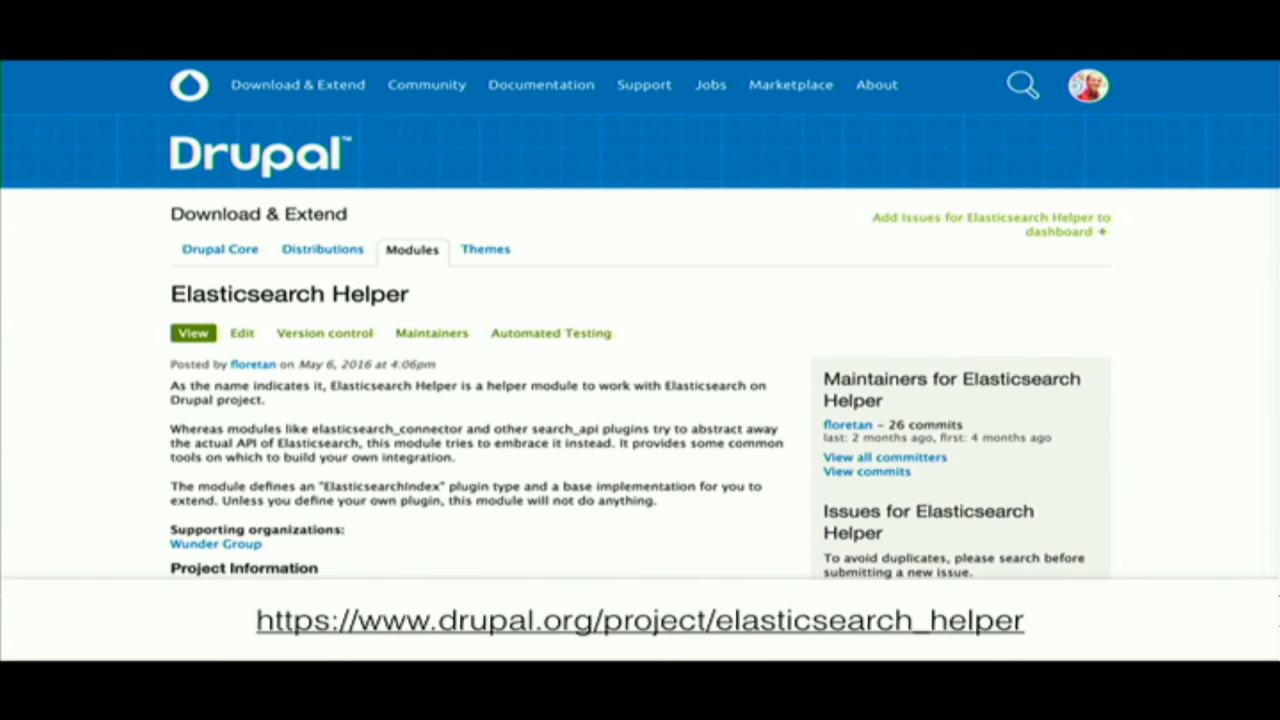 Download & Extend Community Documentation Support Jobs Marketplace About
Drupal™
Download & Extend
Add Issues for Elasticsearch Helper to
dashboard +
Drupal Core Distributions Modules Themes
Elasticsearch Helper
View Edit Version control Maintainers Automated Testing
Posted by floretan on May 6, 2016 at 4:06pm
As the name indicates it, Elasticsearch Helper is a helper module to work with Elasticsearch on
Drupal project.
Whereas modules like elasticsearch_connector and other search_api plugins try to abstract away
the actual API of Elasticsearch, this module tries to embrace it instead. It provides some common
tools on which to build your own integration.
The module defines an "ElasticsearchIndex" plugin type and a base implementation for you to
extend. Unless you define your own plugin, this module will not do anything.
Supporting organizations:
Wunder Group
Project Information
Maintainers for Elasticsearch
Helper
floretan – 26 commits
last: 2 months ago, first: 4 months ago
View all committers
View commits
Issues for Elasticsearch
Helper
To avoid duplicates, please search before
submitting a new issue.
https://www.drupal.org/project/elasticsearch_helper